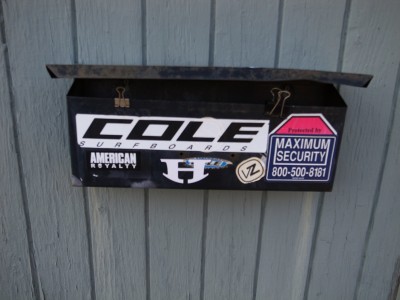 COLE
SURFBOARDS
AMERICAN
ROYALTY
H
VZ
Protected by
MAXIMUM
SECURITY
800-500-8181